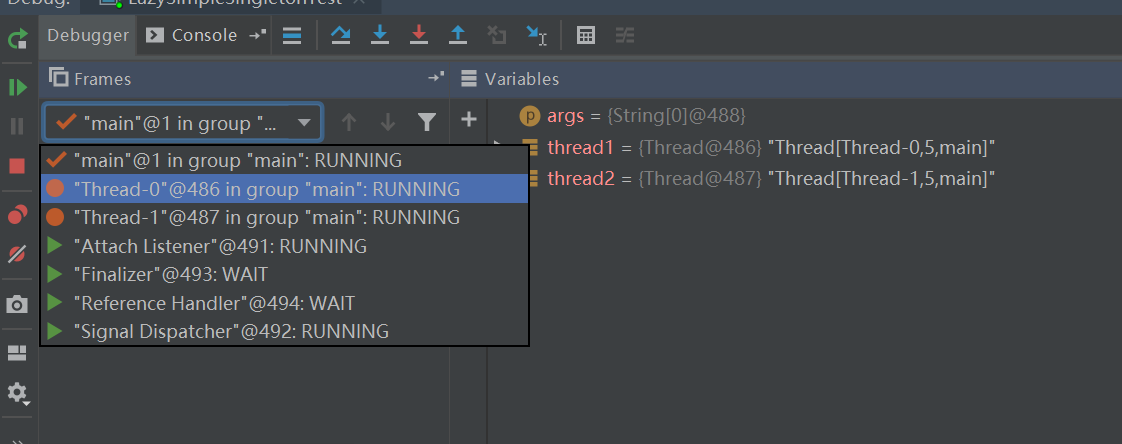 Debug: LazySimpleSingletonTest
Debugger Console
Frames
Variables
"main"@1 in group "...
"main"@1 in group "main": RUNNING
"Thread-0"@486 in group "main": RUNNING
"Thread-1"@487 in group "main": RUNNING
"Attach Listener"@491: RUNNING
"Finalizer"@493: WAIT
"Reference Handler"@494: WAIT
"Signal Dispatcher"@492: RUNNING
p args = {String[0]@488}
thread1 = {Thread@486} "Thread[Thread-0,5,main]"
thread2 = {Thread@487} "Thread[Thread-1,5,main]"